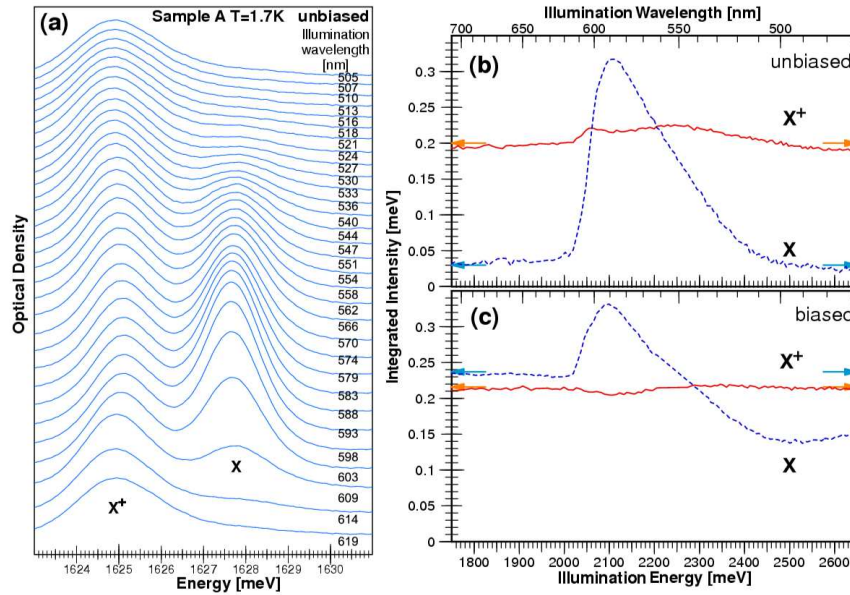 (a) Sample A T=1.7K unbiased
Illumination
wavelength
[nm]
505
507
510
513
516
518
521
524
527
530
533
536
540
544
547
551
554
558
562
566
570
574
579
583
588
593
598
603
609
614
619
X
X+
Optical Density
1624 1625 1626 1627 1628 1629 1630
Energy [meV]
Illumination Wavelength [nm]
700 650 600 550 500
(b) unbiased
0.3
0.2
0.1
0.05
0
X+
X
Integrated Intensity [meV]
(c) biased
0.3
0.25
0.2
0.15
0.1
0.05
0
X+
X
1800 1900 2000 2100 2200 2300 2400 2500 2600
Illumination Energy [meV]